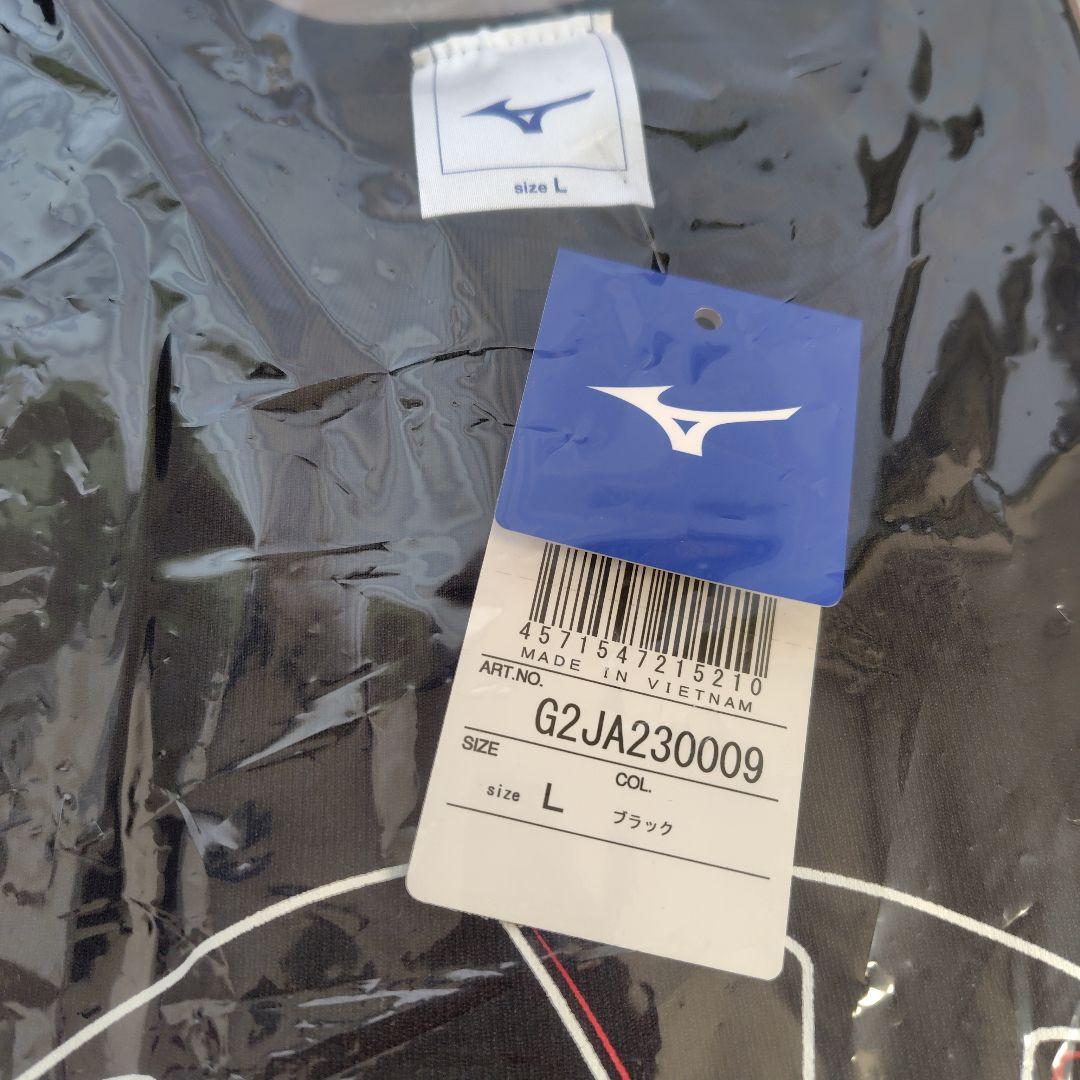 size L
4571547215210
MADE IN VIETNAM
ART.NO.
G2JA230009
SIZE
COL.
size L
ブラック